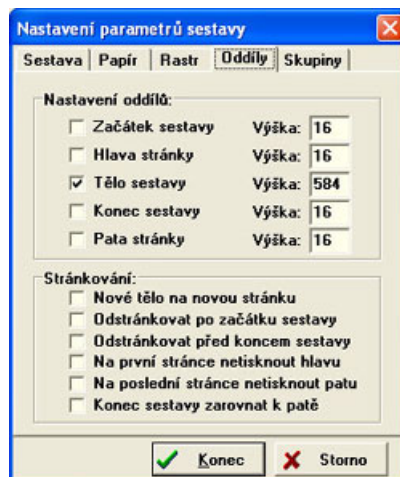 Nastavení parametrů sestavy
Sestava Papír Rastr Oddíly Skupiny
Nastavení oddílů:
Začátek sestavy Výška: 16
Hlava stránky Výška: 16
Tělo sestavy Výška: 584
Konec sestavy Výška: 16
Pata stránky Výška: 16
Stránkování:
Nové tělo na novou stránku
Odstránkovat po začátku sestavy
Odstránkovat před koncem sestavy
Na první stránce netisknout hlavu
Na poslední stránce netisknout patu
Konec sestavy zarovnat k patě
Konec Storno